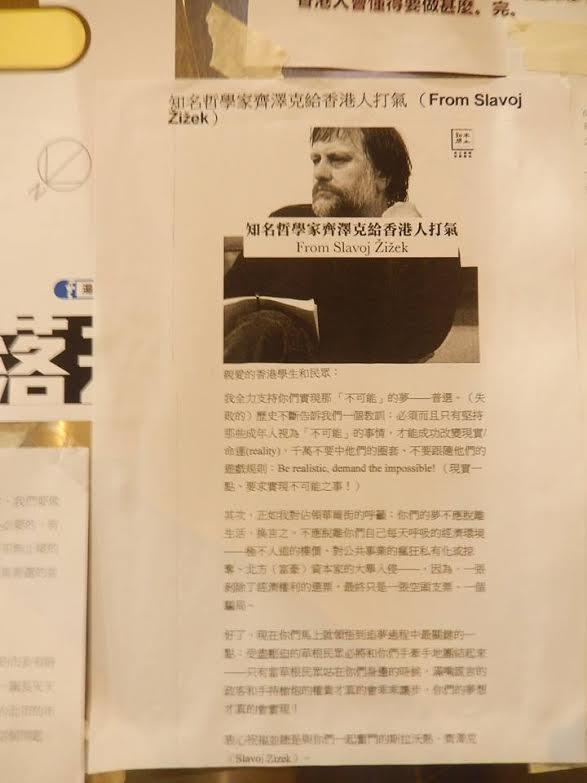 香港人會懂得要做甚麼。完。
知名哲學家齊澤克給香港人打氣（From Slavoj
Žižek）
知名哲學家齊澤克給香港人打氣
From Slavoj Žižek
親愛的香港學生和民眾：
我全力支持你們實現那「不可能」的夢——普選。（失
敗的）歷史不斷告訴我們一個教訓：必須而且只有堅持
那些成年人視為「不可能」的事情，才能成功改變現實/
命運(reality)，千萬不要中他們的圈套、不要跟隨他們的
遊戲規則：Be realistic, demand the impossible!（現實一
點、要求實現不可能之事！）
其次，正如我對佔領華爾街的呼籲：你們的夢不應脫離
生活，換言之，不應脫離你們自己每天呼吸的經濟環境
——極不人道的樓價、對公共事業的瘋狂私有化或掠
奪、北方（富豪）資本家的大舉入侵——，因為，一張
剝除了經濟權利的選票，最終只是一張空頭支票、一個
騙局。
好了，現在你們馬上就領悟到追夢過程中最關鍵的一
點：受盡壓迫的草根民眾必將和你們手牽手地團結起來
——只有當草根民眾站在你們身邊的時候，滿嘴謊言的
政客和手持槍炮的權貴才真的會乖乖讓步，你們的夢想
才真的會實現！
衷心祝福並總是與你們一起奮鬥的斯拉沃熱．齊澤克
（Slavoj Zizek）。
落